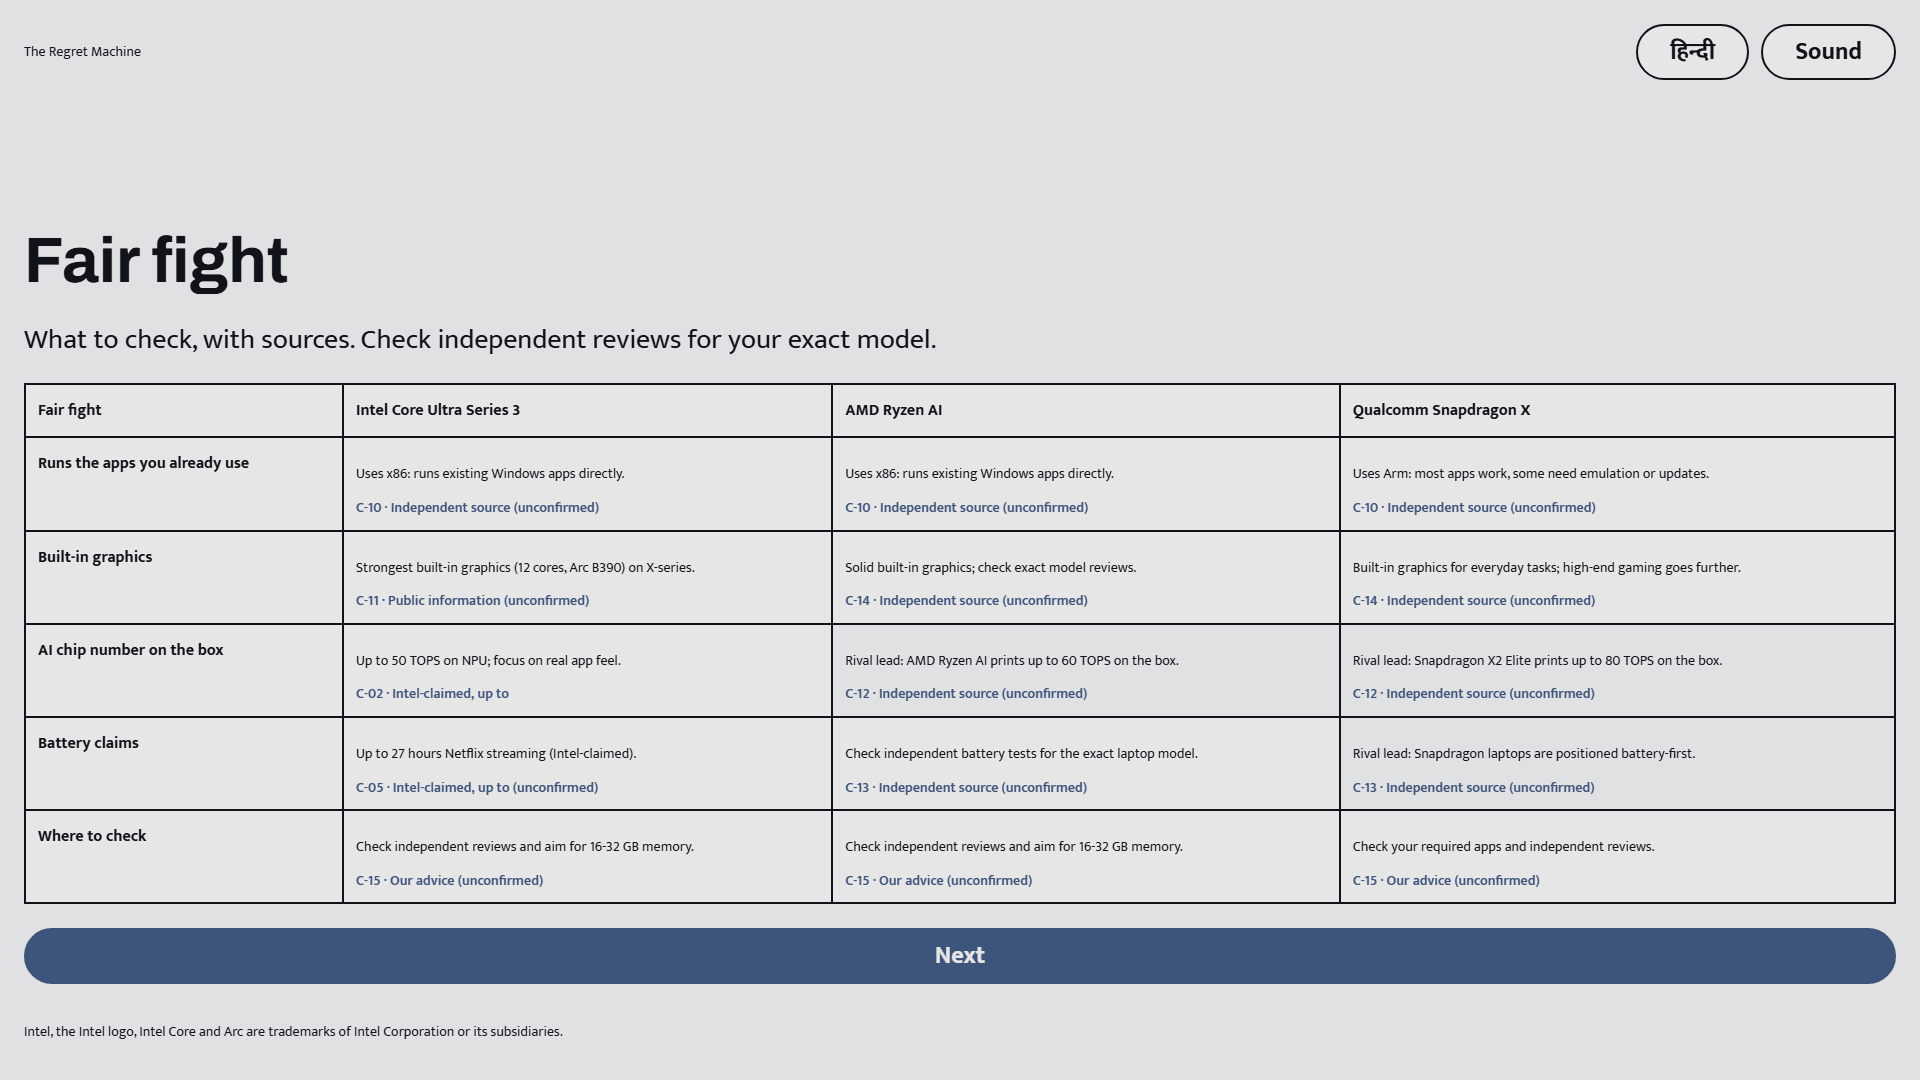 The Regret Machine
हिन्दी
Sound
Fair fight
What to check, with sources. Check independent reviews for your exact model.
Fair fight
Intel Core Ultra Series 3
AMD Ryzen AI
Qualcomm Snapdragon X
Runs the apps you already use
Uses x86: runs existing Windows apps directly.
C-10 · Independent source (unconfirmed)
Uses x86: runs existing Windows apps directly.
C-10 · Independent source (unconfirmed)
Uses Arm: most apps work, some need emulation or updates.
C-10 · Independent source (unconfirmed)
Built-in graphics
Strongest built-in graphics (12 cores, Arc B390) on X-series.
C-11 · Public information (unconfirmed)
Solid built-in graphics; check exact model reviews.
C-14 · Independent source (unconfirmed)
Built-in graphics for everyday tasks; high-end gaming goes further.
C-14 · Independent source (unconfirmed)
AI chip number on the box
Up to 50 TOPS on NPU; focus on real app feel.
C-02 · Intel-claimed, up to
Rival lead: AMD Ryzen AI prints up to 60 TOPS on the box.
C-12 · Independent source (unconfirmed)
Rival lead: Snapdragon X2 Elite prints up to 80 TOPS on the box.
C-12 · Independent source (unconfirmed)
Battery claims
Up to 27 hours Netflix streaming (Intel-claimed).
C-05 · Intel-claimed, up to (unconfirmed)
Check independent battery tests for the exact laptop model.
C-13 · Independent source (unconfirmed)
Rival lead: Snapdragon laptops are positioned battery-first.
C-13 · Independent source (unconfirmed)
Where to check
Check independent reviews and aim for 16-32 GB memory.
C-15 · Our advice (unconfirmed)
Check independent reviews and aim for 16-32 GB memory.
C-15 · Our advice (unconfirmed)
Check your required apps and independent reviews.
C-15 · Our advice (unconfirmed)
Next
Intel, the Intel logo, Intel Core and Arc are trademarks of Intel Corporation or its subsidiaries.